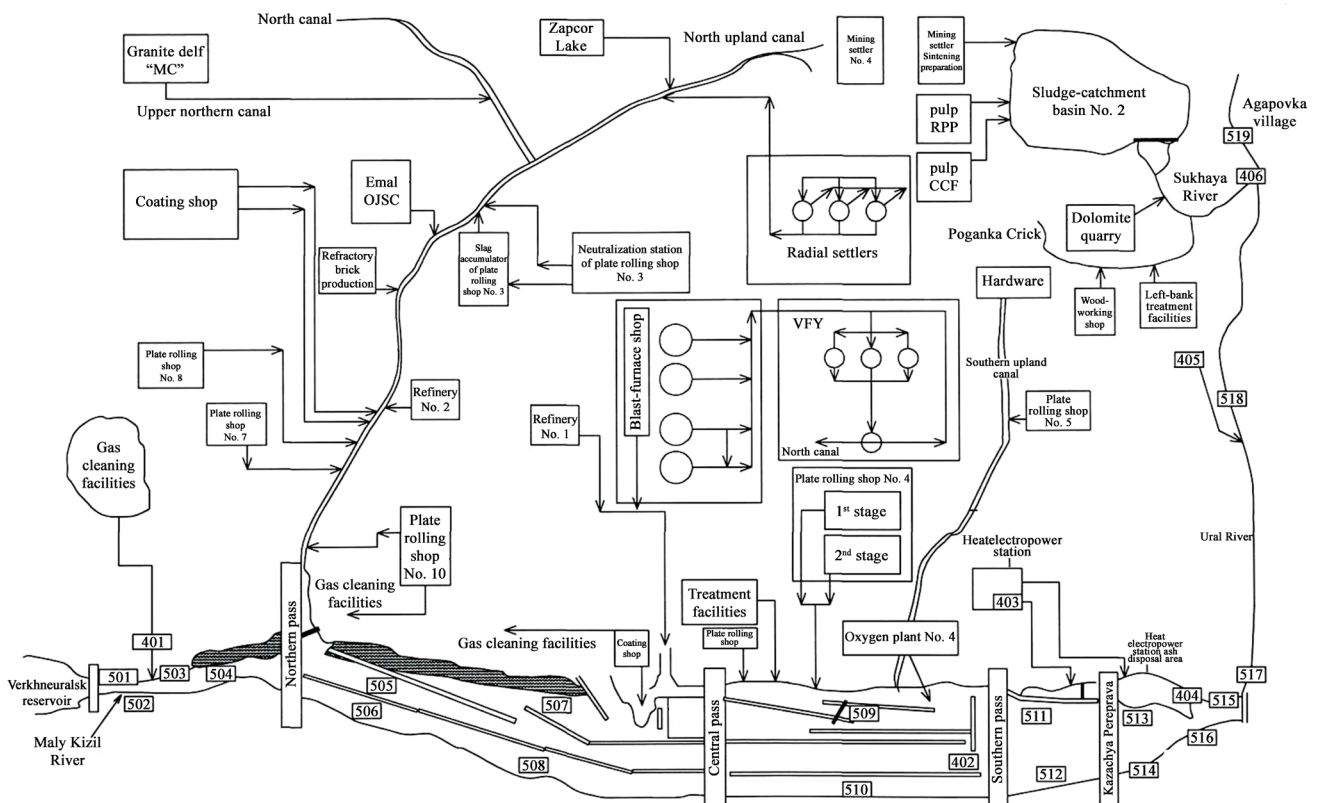 North canal
Granite delf
“MC”
Upper northern canal
Zapcor
Lake
North upland canal
Mining
settler
No. 4
Mining
settler
Sintening
preparation
pulp
RPP
pulp
CCF
Sludge-catchment
basin No. 2
Agapovka
village
519
406
Sukhaya
River
Dolomite
quarry
Poganka Crick
Wood-
working
shop
Left-bank
treatment
facilities
Coating shop
Emal
OJSC
Refractory
brick
production
Slag
accumulator
of plate
rolling
shop No. 3
Neutralization station
of plate rolling shop
No. 3
Radial settlers
Hardware
Southern upland
canal
Plate
rolling shop
No. 5
405
518
Ural River
Plate rolling
shop
No. 8
Plate rolling
shop
No. 7
Refinery
No. 2
Refinery
No. 1
Blast-furnace shop
VFY
North canal
Plate rolling shop No. 4
1st stage
2nd stage
Gas
cleaning
facilities
Plate
rolling
shop
No. 10
Gas cleaning
facilities
Gas cleaning facilities
Coating
shop
Treatment
facilities
Plate rolling
shop
Oxygen plant No. 4
Heatelectropower
station
403
Heat
electropower
station ash
disposal area
Verkhneuralsk
reservoir
Maly Kizil
River
401
501
502
503
504
Northern pass
505
506
507
508
Central pass
509
510
402
Southern pass
511
512
Kazachya Pereprava
513
514
404
515
516
517